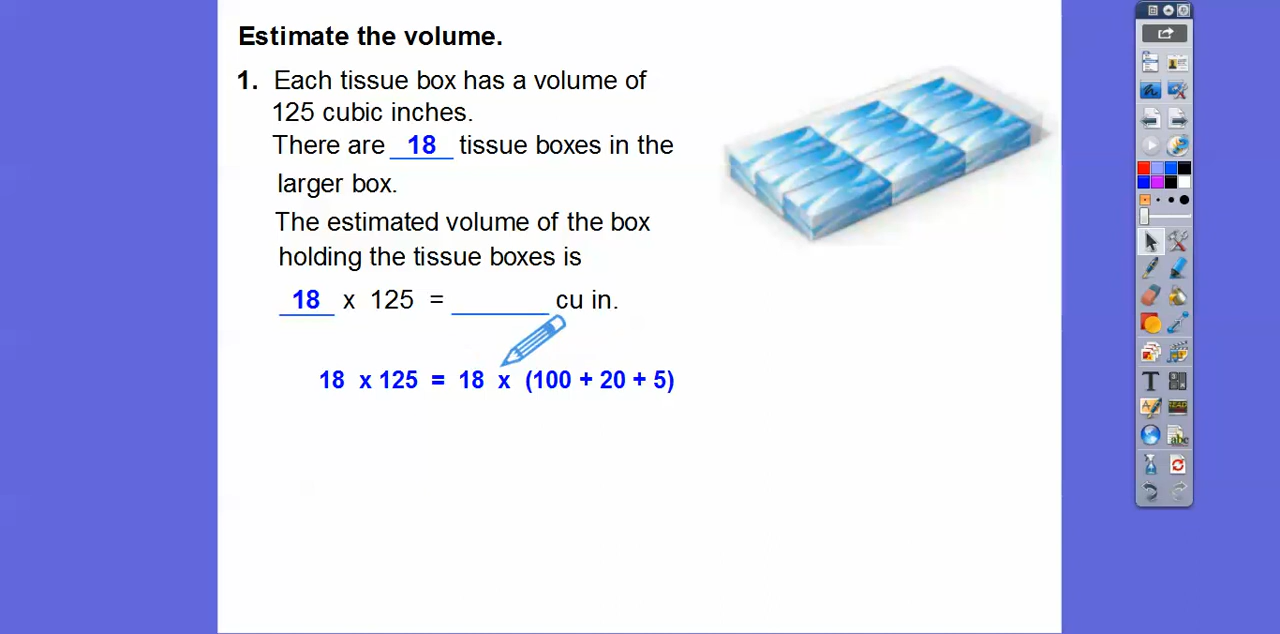 Estimate the volume.
1. Each tissue box has a volume of
125 cubic inches.
There are 18 tissue boxes in the
larger box.
The estimated volume of the box
holding the tissue boxes is
18 x 125 = ______ cu in.
18 x 125 = 18 x (100 + 20 + 5)